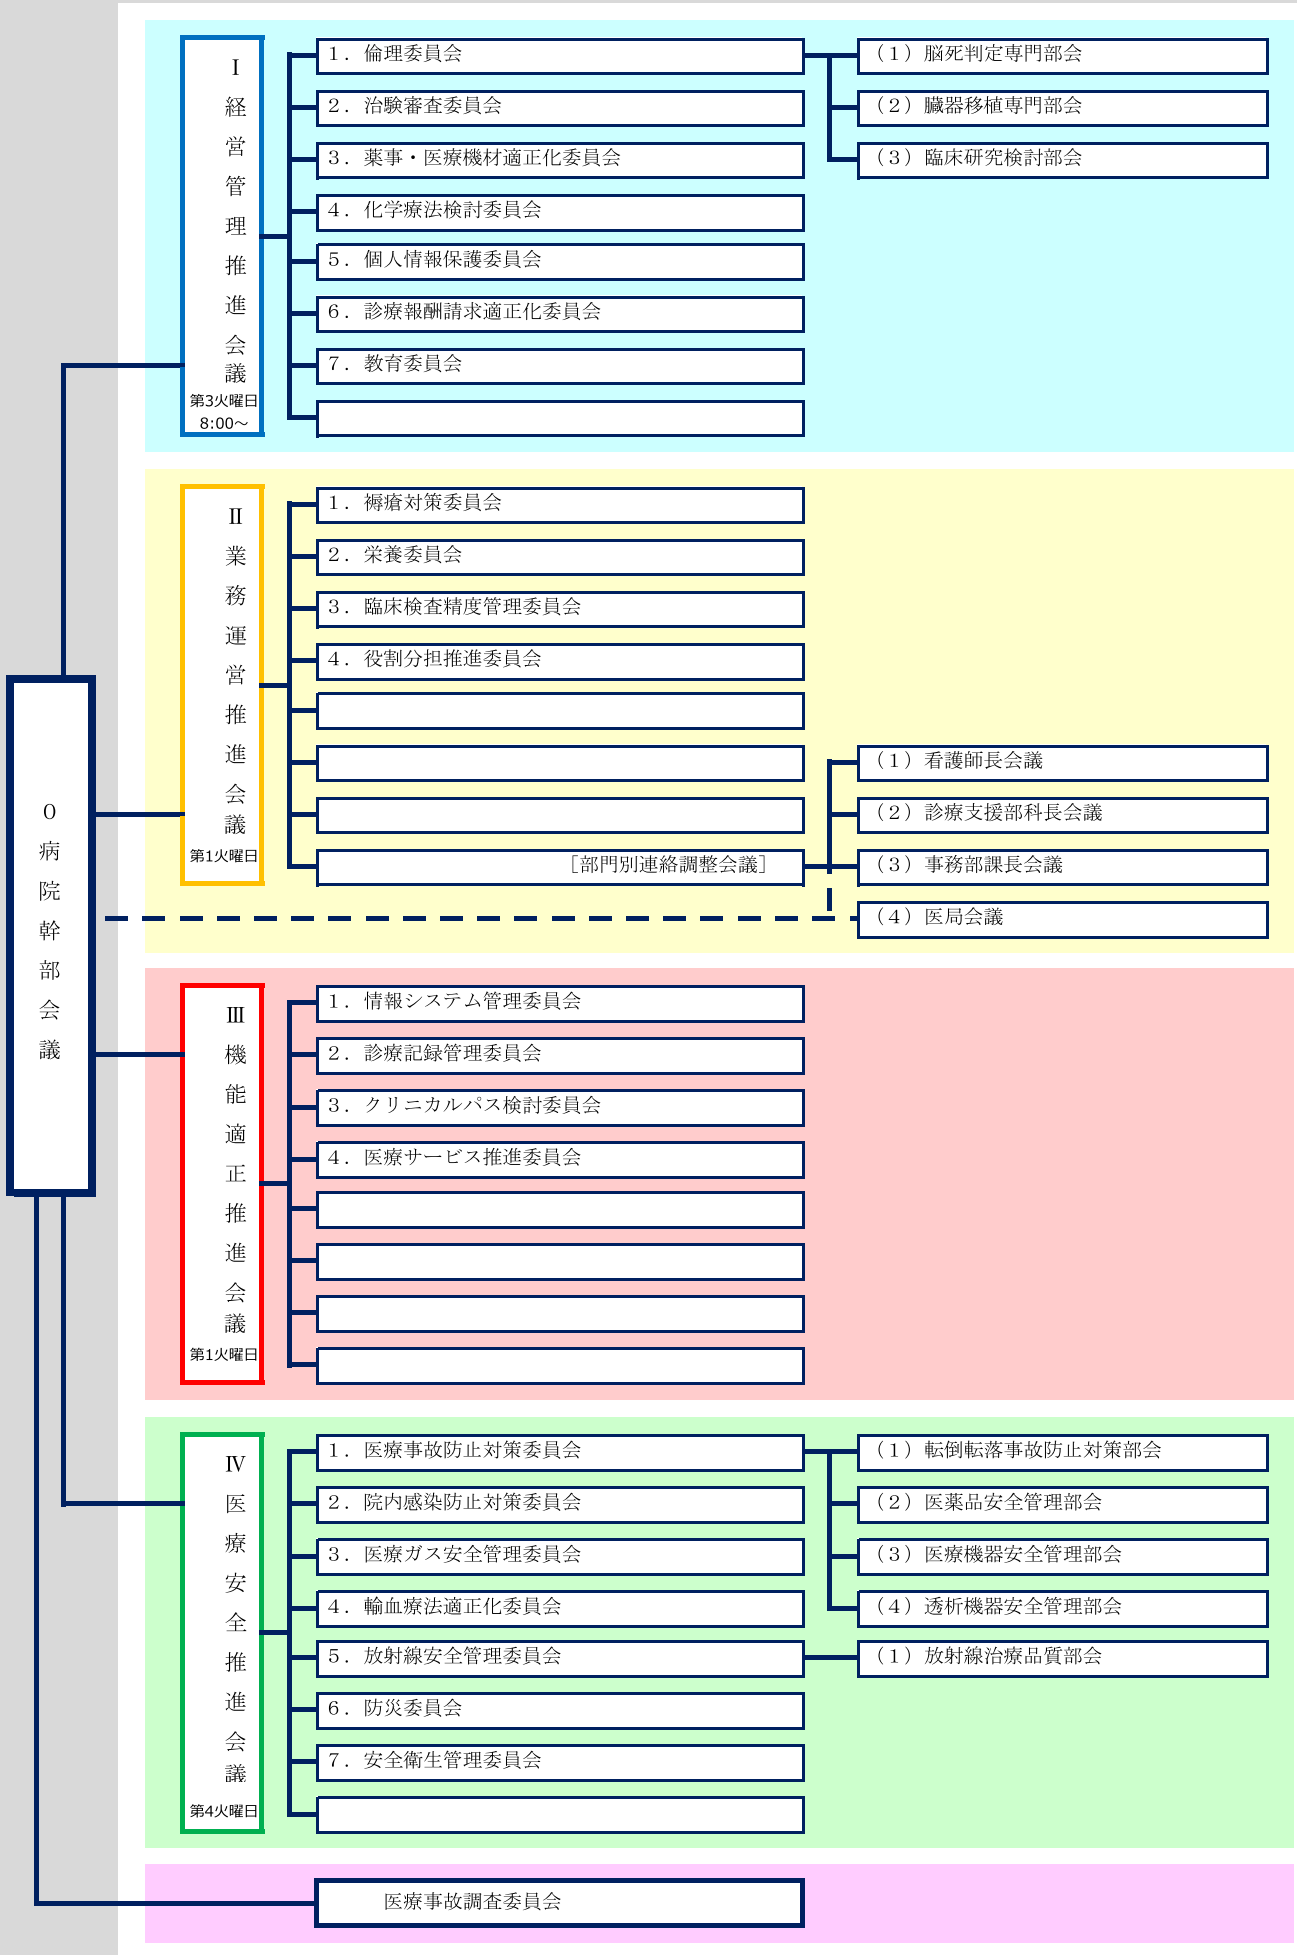 ０病院幹部会議
Ⅰ経営管理推進会議
第3火曜日
8:00～
１．倫理委員会
２．治験審査委員会
３．薬事・医療機材適正化委員会
４．化学療法検討委員会
５．個人情報保護委員会
６．診療報酬請求適正化委員会
７．教育委員会
（１）脳死判定専門部会
（２）臓器移植専門部会
（３）臨床研究検討部会
Ⅱ業務運営推進会議
第1火曜日
１．褥瘡対策委員会
２．栄養委員会
３．臨床検査精度管理委員会
４．役割分担推進委員会
［部門別連絡調整会議］
（１）看護師長会議
（２）診療支援部科長会議
（３）事務部課長会議
（４）医局会議
Ⅲ機能適正推進会議
第1火曜日
１．情報システム管理委員会
２．診療記録管理委員会
３．クリニカルパス検討委員会
４．医療サービス推進委員会
Ⅳ医療安全推進会議
第4火曜日
１．医療事故防止対策委員会
２．院内感染防止対策委員会
３．医療ガス安全管理委員会
４．輸血療法適正化委員会
５．放射線安全管理委員会
６．防災委員会
７．安全衛生管理委員会
（１）転倒転落事故防止対策部会
（２）医薬品安全管理部会
（３）医療機器安全管理部会
（４）透析機器安全管理部会
（１）放射線治療品質部会
医療事故調査委員会